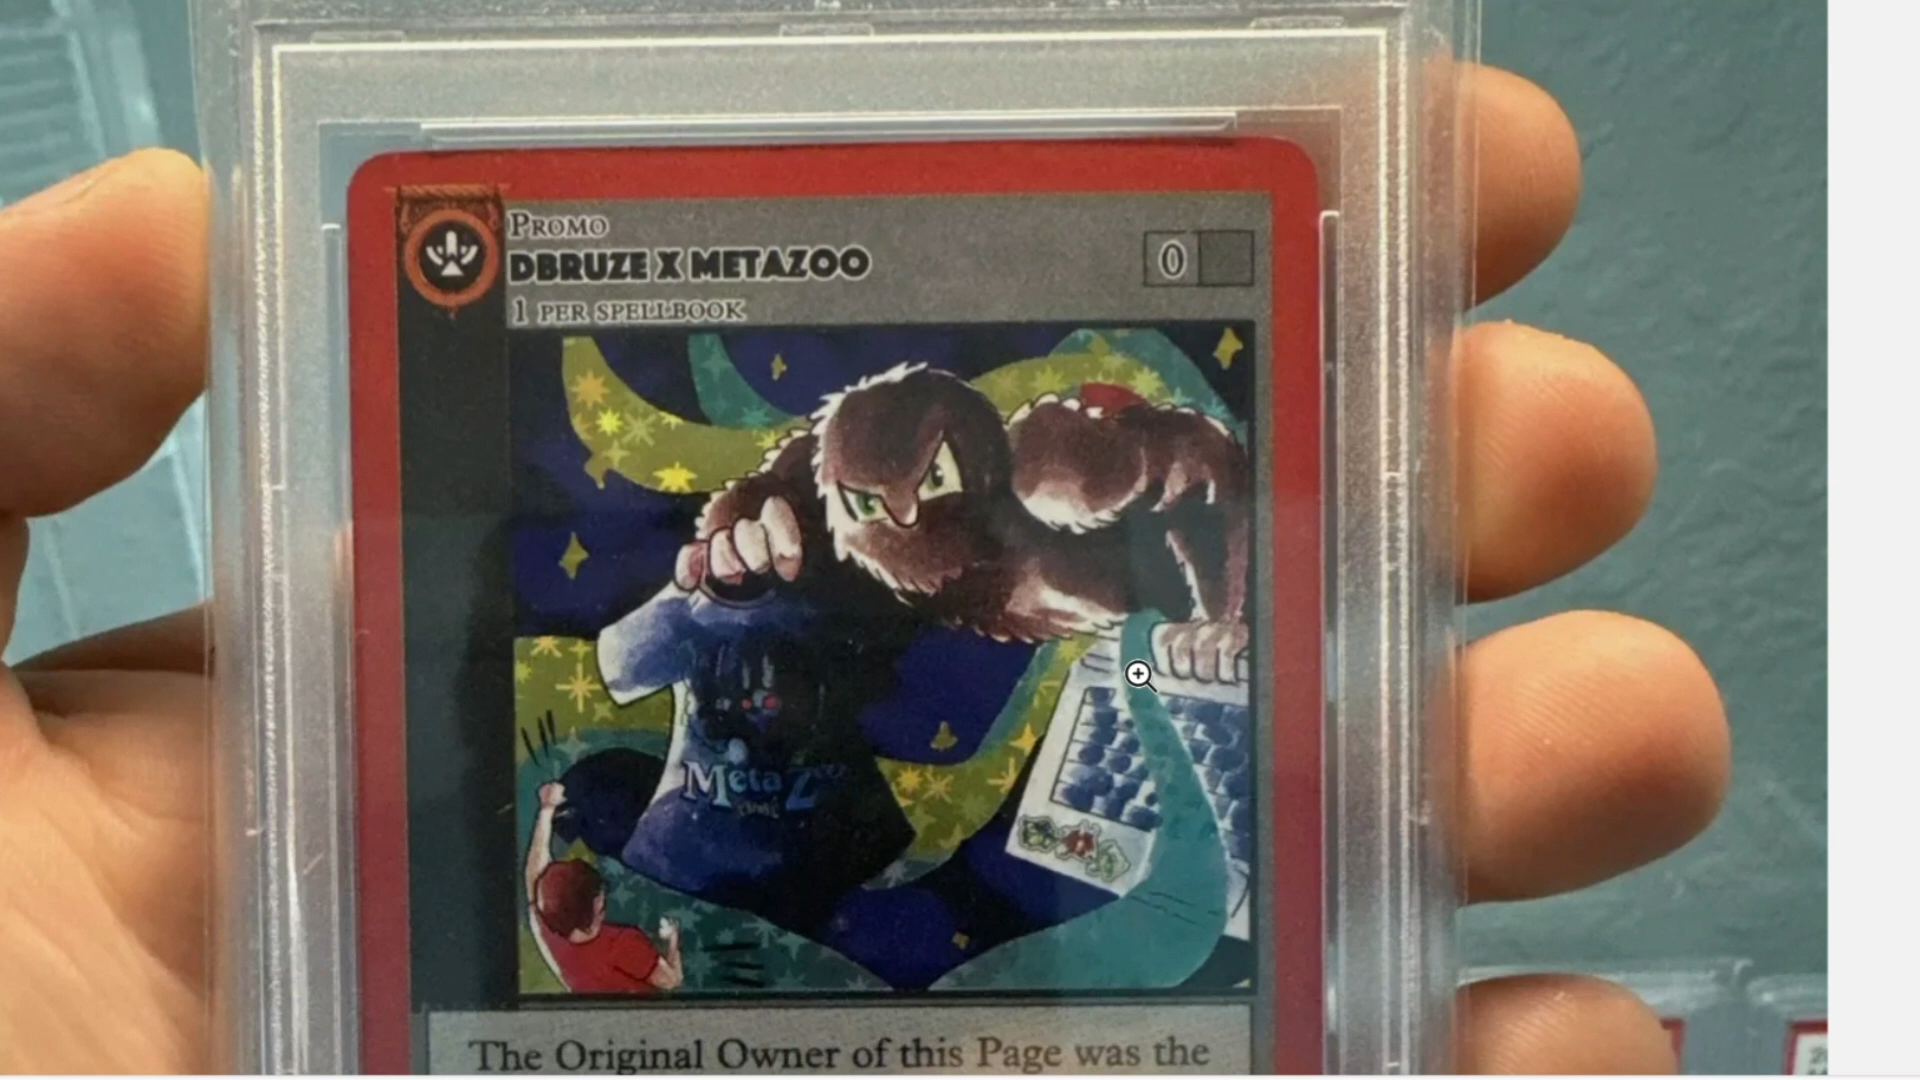 PROMO
DBRUZE X METAZOO
0
1 PER SPELLBOOK
MetaZoo
The Original Owner of this Page was the